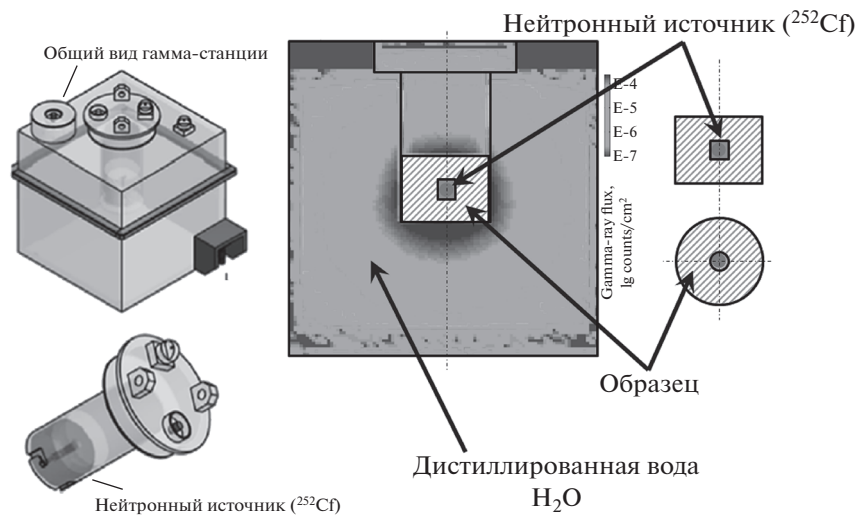 Нейтронный источник (²⁵²Cf)
Общий вид гамма-станции
E-4
E-5
E-6
E-7
Gamma-ray flux,
lg counts/cm²
Образец
Дистиллированная вода
H₂O
Нейтронный источник (²⁵²Cf)